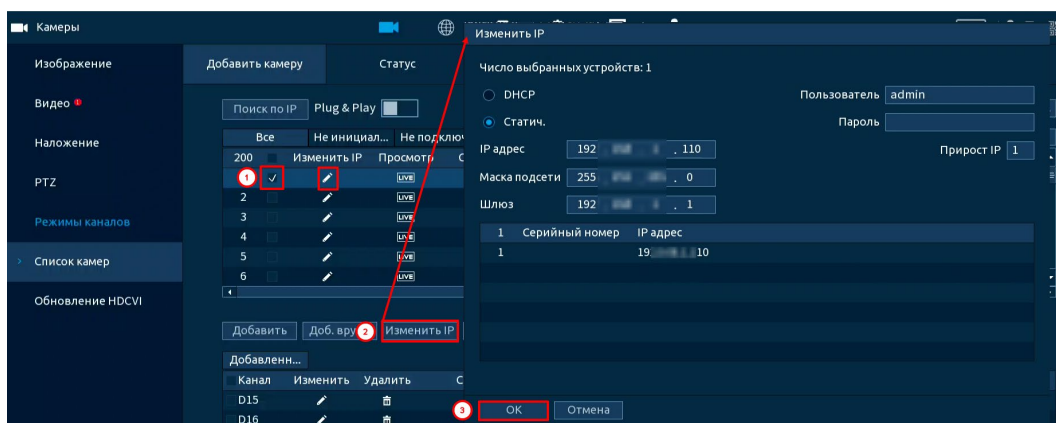 Камеры
Изменить IP
Изображение
Добавить камеру
Статус
Число выбранных устройств: 1
DHCP
Пользователь admin
Видео
Поиск по IP Plug & Play
Статич.
Пароль
Все Не инициал... Не подключ
Наложение
IP адрес 192 . 110
Прирост IP 1
200 Изменить IP Просмотр
1 LIVE
Маска подсети 255 . 0
PTZ
2 LIVE
Шлюз 192 . 1
3 LIVE
Режимы каналов
4 LIVE
1 Серийный номер IP адрес
5 LIVE
1 19 10
Список камер
6 LIVE
Обновление HDCVI
Добавить Доб. вру 2 Изменить IP
Добавленн...
Канал Изменить Удалить С
D15
3 OK Отмена
D16